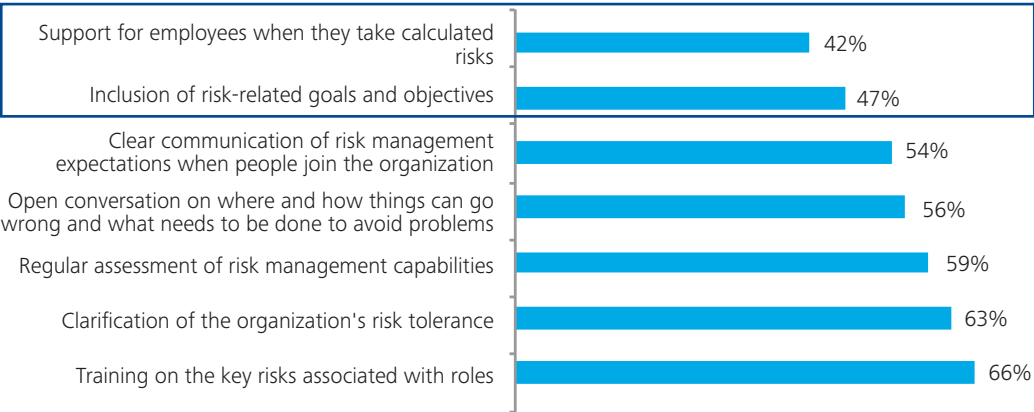 Support for employees when they take calculated
risks
42%
Inclusion of risk-related goals and objectives
47%
Clear communication of risk management
expectations when people join the organization
54%
Open conversation on where and how things can go
wrong and what needs to be done to avoid problems
56%
Regular assessment of risk management capabilities
59%
Clarification of the organization's risk tolerance
63%
Training on the key risks associated with roles
66%